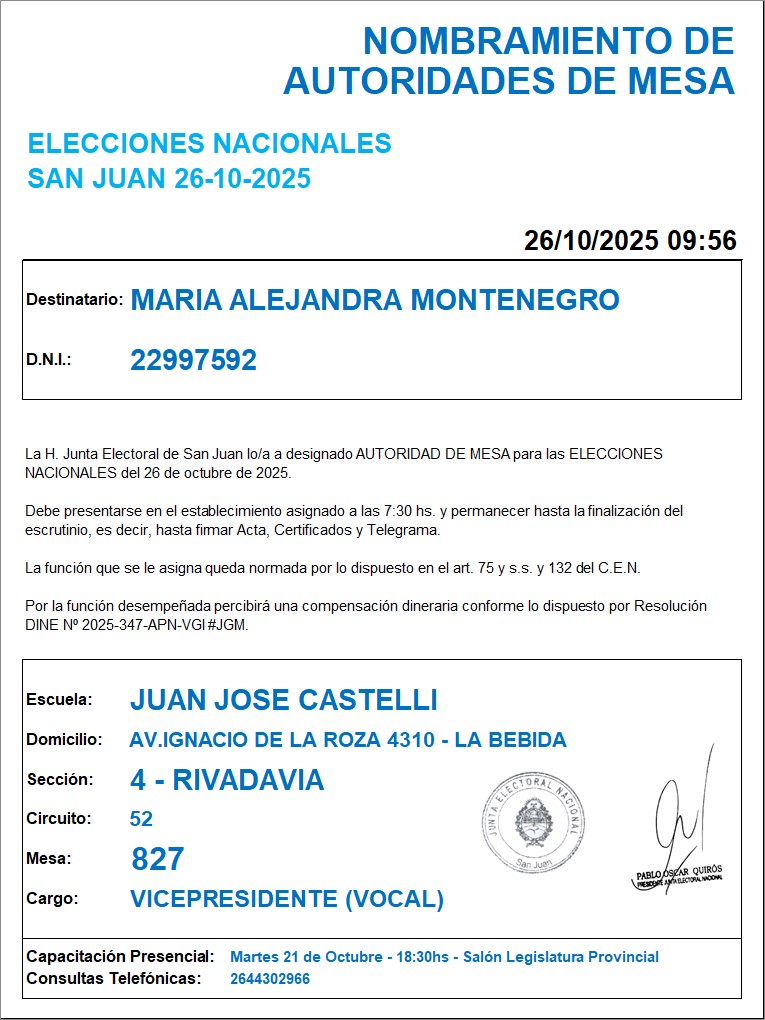 NOMBRAMIENTO DE
AUTORIDADES DE MESA
ELECCIONES NACIONALES
SAN JUAN 26-10-2025
26/10/2025 09:56
Destinatario: MARIA ALEJANDRA MONTENEGRO
D.N.I.: 22997592
La H. Junta Electoral de San Juan lo/a a designado AUTORIDAD DE MESA para las ELECCIONES
NACIONALES del 26 de octubre de 2025.
Debe presentarse en el establecimiento asignado a las 7:30 hs. y permanecer hasta la finalización del
escrutinio, es decir, hasta firmar Acta, Certificados y Telegrama.
La función que se le asigna queda normada por lo dispuesto en el art. 75 y s.s. y 132 del C.E.N.
Por la función desempeñada percibirá una compensación dineraria conforme lo dispuesto por Resolución
DINE Nº 2025-347-APN-VGI#JGM.
Escuela: JUAN JOSE CASTELLI
Domicilio: AV.IGNACIO DE LA ROZA 4310 - LA BEBIDA
Sección: 4 - RIVADAVIA
Circuito: 52
Mesa: 827
Cargo: VICEPRESIDENTE (VOCAL)
JUNTA ELECTORAL NACIONAL
San Juan
PABLO OSCAR QUIRÓS
PRESIDENTE JUNTA ELECTORAL NACIONAL
Capacitación Presencial: Martes 21 de Octubre - 18:30hs - Salón Legislatura Provincial
Consultas Telefónicas: 2644302966